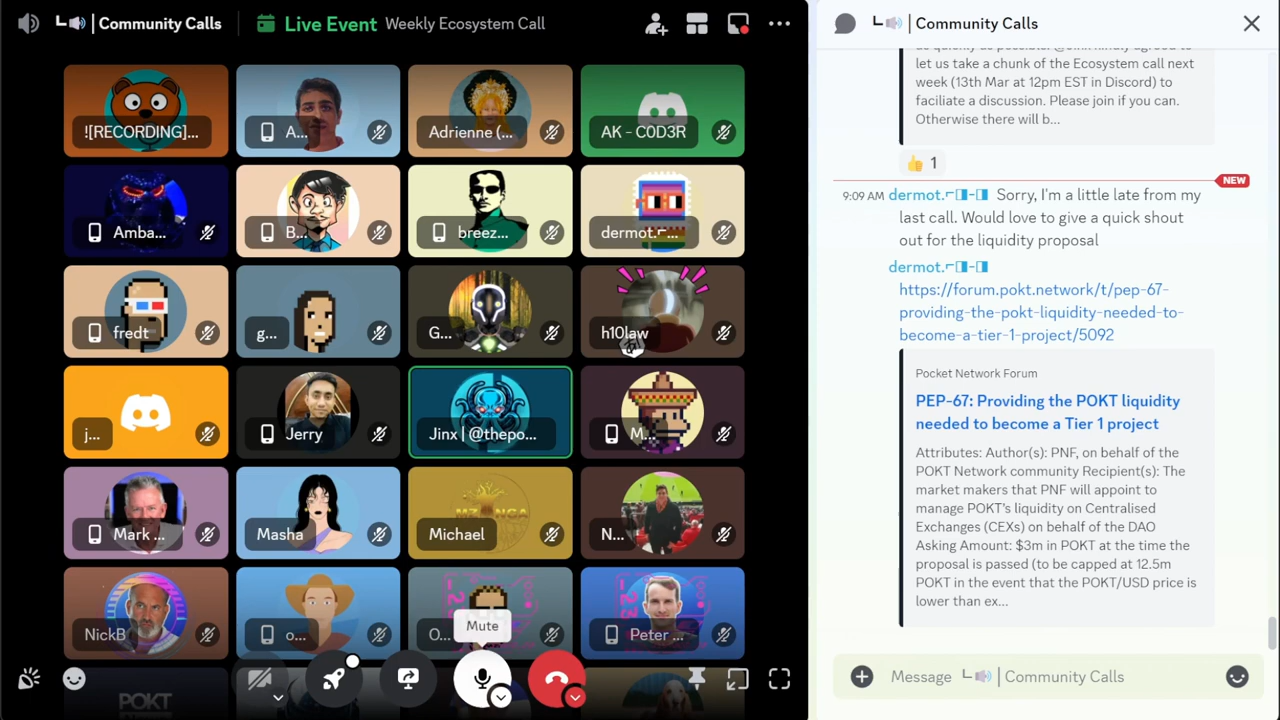 Community Calls
Live Event
Weekly Ecosystem Call
![RECORDING]...
A...
Adrienne (...
AK - C0D3R
Amba...
B...
breez...
dermot.⌐...
fredt
g...
G...
h10law
j...
Jerry
Jinx | @thepo...
M...
Mark ...
Masha
Michael
N...
NickB
o...
O...
Peter ...
Mute
POKT
Community Calls
let us take a chunk of the Ecosystem call next
week (13th Mar at 12pm EST in Discord) to
faciliate a discussion. Please join if you can.
Otherwise there will b...
👍 1
NEW
9:09 AM dermot.⌐◨-◨ Sorry, I'm a little late from my
last call. Would love to give a quick shout
out for the liquidity proposal
dermot.⌐◨-◨
https://forum.pokt.network/t/pep-67-
providing-the-pokt-liquidity-needed-to-
become-a-tier-1-project/5092
Pocket Network Forum
PEP-67: Providing the POKT liquidity
needed to become a Tier 1 project
Attributes: Author(s): PNF, on behalf of the
POKT Network community Recipient(s): The
market makers that PNF will appoint to
manage POKT's liquidity on Centralised
Exchanges (CEXs) on behalf of the DAO
Asking Amount: $3m in POKT at the time the
proposal is passed (to be capped at 12.5m
POKT in the event that the POKT/USD price is
lower than ex...
Message Community Calls